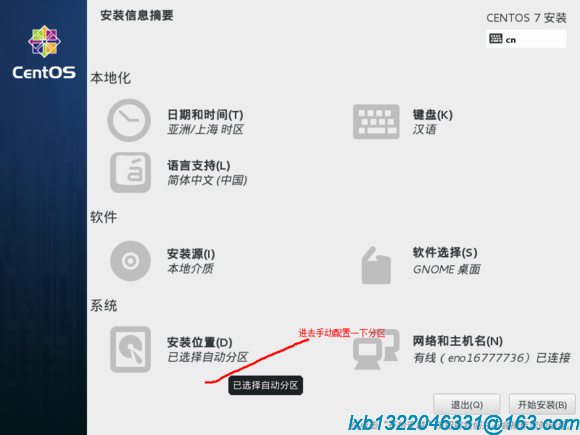 安装信息摘要
CENTOS 7 安装
cn
CentOS
本地化
日期和时间(T)
亚洲/上海 时区
键盘(K)
汉语
语言支持(L)
简体中文 (中国)
软件
安装源(I)
本地介质
软件选择(S)
GNOME 桌面
系统
安装位置(D)
已选择自动分区
进去手动配置一下分区
网络和主机名(N)
有线（eno16777736）已连接
已选择自动分区
退出(Q)
开始安装(B)
lxb1322046331@163.com